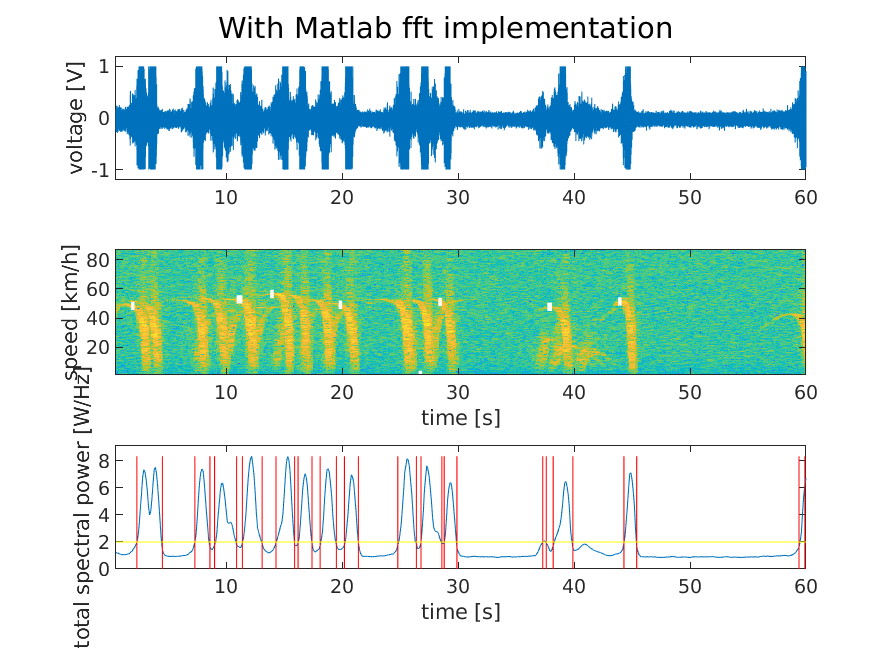 With Matlab fft implementation
voltage [V]
1
0
-1
10 20 30 40 50 60
speed [km/h]
80
60
40
20
10 20 30 40 50 60
time [s]
total spectral power [W/Hz]
8
6
4
2
0
10 20 30 40 50 60
time [s]